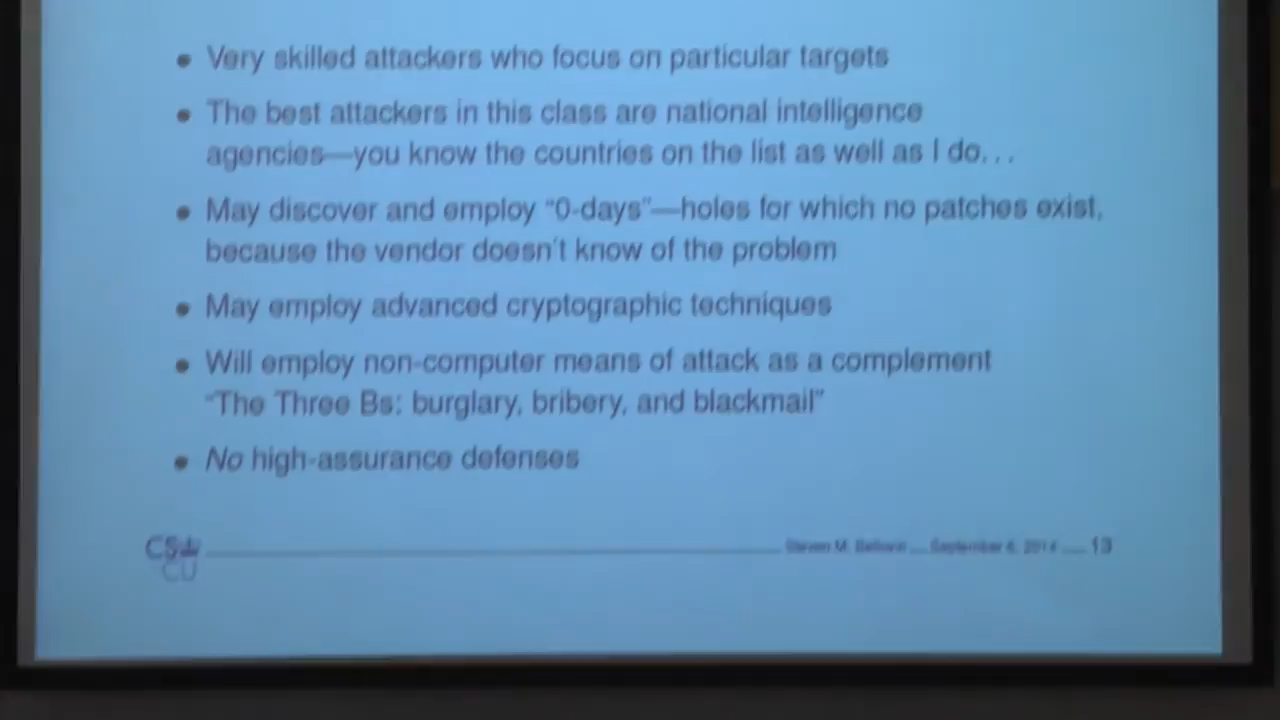 • Very skilled attackers who focus on particular targets
• The best attackers in this class are national intelligence
agencies—you know the countries on the list as well as I do...
• May discover and employ “0-days”—holes for which no patches exist,
because the vendor doesn't know of the problem
• May employ advanced cryptographic techniques
• Will employ non-computer means of attack as a complement
“The Three Bs: burglary, bribery, and blackmail”
• No high-assurance defenses
Steven M. September 6, 13
CU